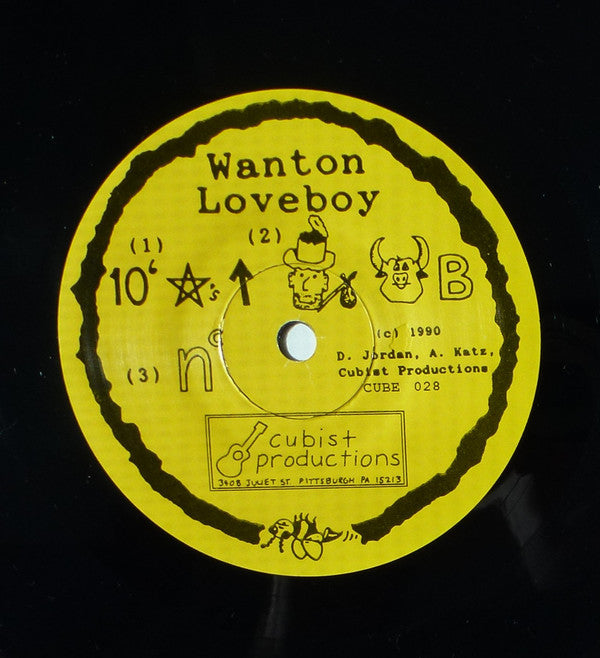 Wanton
Loveboy
(1)
(2)
10' 's
B
(c) 1990
D. Jordan, A. Katz,
Cubist Productions
CUBE 028
(3) n°
cubist
productions
3408 JULIET ST. PITTSBURGH PA 15213